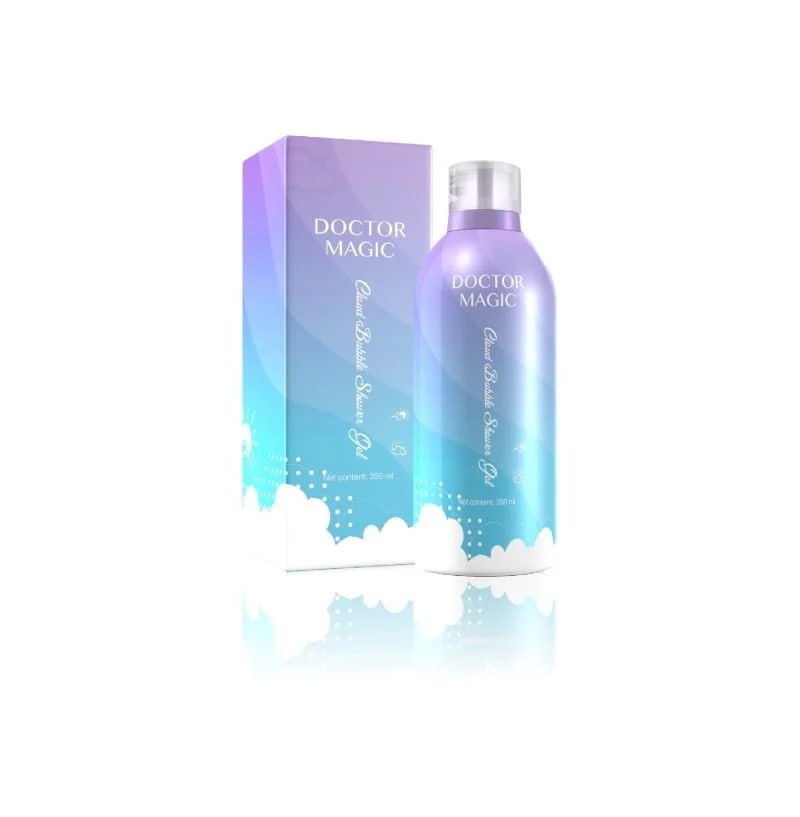 DOCTOR
MAGIC
Cloud Bubble Shower Gel
Net content: 350 ml
DOCTOR
MAGIC
Cloud Bubble Shower Gel
Net content: 350 ml